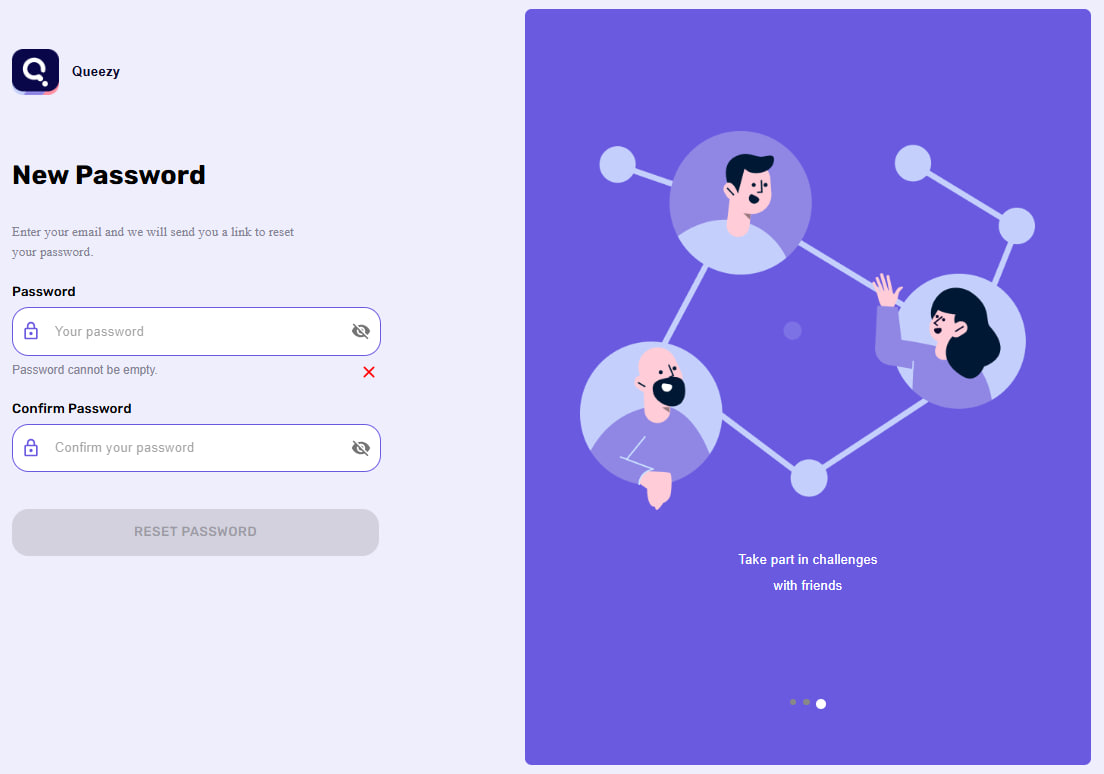 Queezy
New Password
Enter your email and we will send you a link to reset
your password.
Password
Your password
Password cannot be empty.
Confirm Password
Confirm your password
RESET PASSWORD
Take part in challenges
with friends